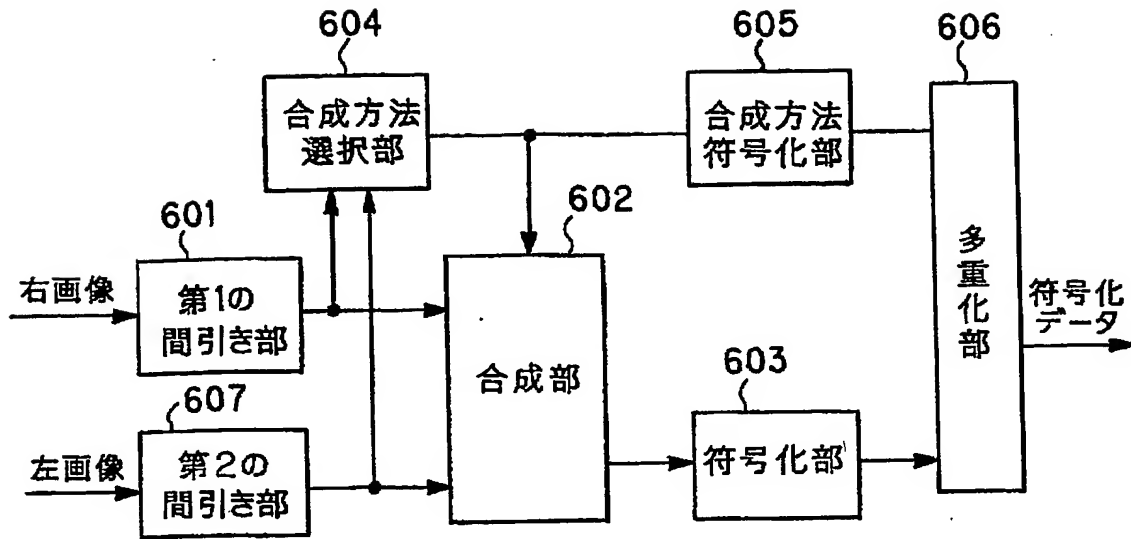 604
合成方法
選択部
605
合成方法
符号化部
606
多重化部
601
右画像
第1の
間引き部
602
合成部
符号化
データ
603
符号化部
607
左画像
第2の
間引き部